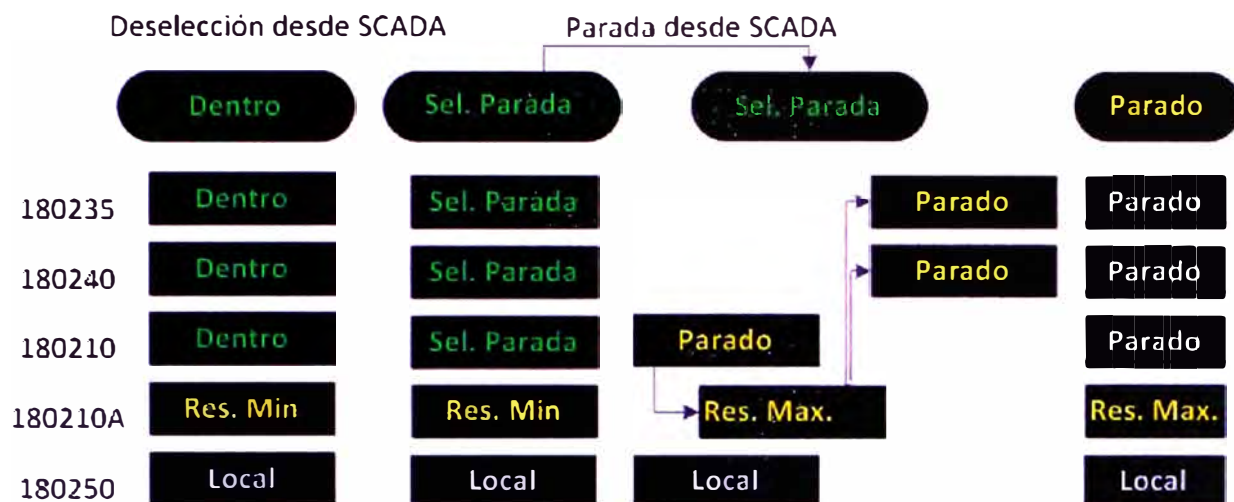 Deselección desde SCADA Parada desde SCADA
Dentro Sel. Parada Sel. Parada Parado
180235 Dentro Sel. Parada Parado Parado
180240 Dentro Sel. Parada Parado Parado
180210 Dentro Sel. Parada Parado Parado
180210A Res. Min Res. Min Res. Max. Res. Max.
180250 Local Local Local Local